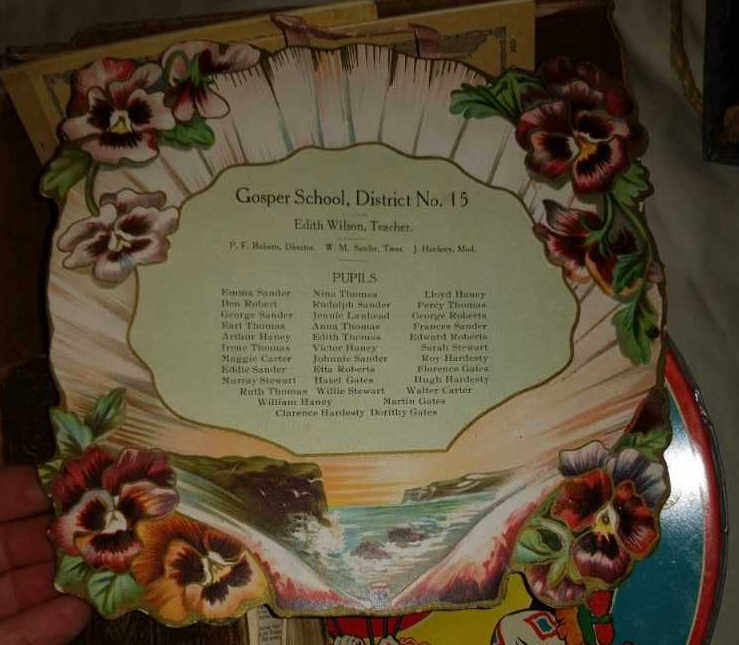 Gosper School, District No. 15
Edith Wilson, Teacher.
P. F. Roberts, Director. W. M. Sander, Treas. J. Hardesy, Mod.
PUPILS
Emma Sander Nina Thomas Lloyd Haney
Ben Robert Rudolph Sander Percy Thomas
George Sander Jennie Lanhead George Roberts
Earl Thomas Anna Thomas Frances Sander
Arthur Haney Edith Thomas Edward Roberts
Irene Thomas Victor Haney Sarah Stewart
Maggie Carter Johnnie Sander Roy Hardesty
Eddie Sander Etta Roberts Florence Gates
Murray Stewart Hazel Gates Hugh Hardesty
Ruth Thomas Willie Stewart Walter Carter
William Haney Martin Gates
Clarence Hardesty Dorithy Gates